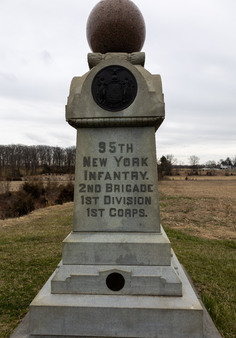 95TH
NEW YORK
INFANTRY.
2ND BRIGADE
1ST DIVISION
1ST CORPS.